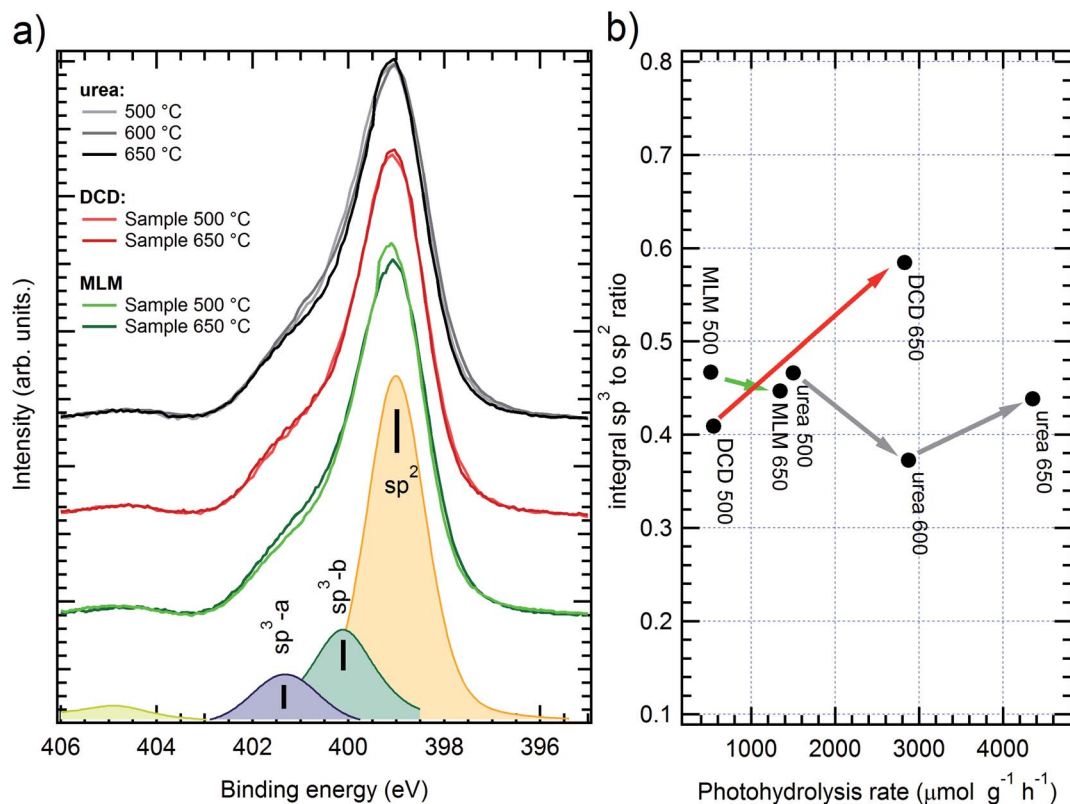 a)
urea:
500 °C
600 °C
650 °C
DCD:
Sample 500 °C
Sample 650 °C
MLM
Sample 500 °C
Sample 650 °C
sp²
sp³-b
sp³-a
Intensity (arb. units.)
406 404 402 400 398 396
Binding energy (eV)
b)
0.8
0.7
0.6
0.5
0.4
0.3
0.2
0.1
integral sp³ to sp² ratio
MLM 500
DCD 500
MLM 650
urea 500
DCD 650
urea 600
urea 650
1000 2000 3000 4000
Photohydrolysis rate (μmol g⁻¹ h⁻¹)